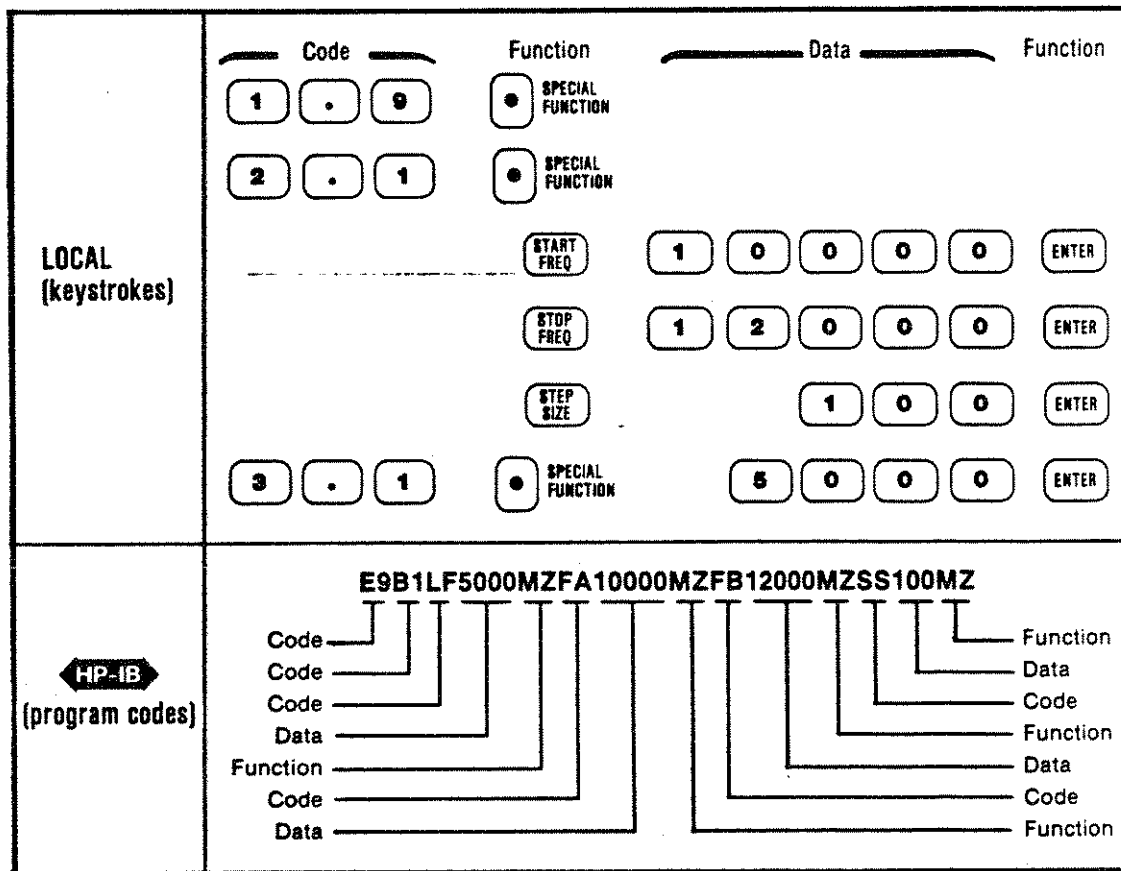 Code Function Data Function
1 . 9 SPECIAL FUNCTION
2 . 1 SPECIAL FUNCTION
LOCAL
(keystrokes)
START FREQ 1 0 0 0 0 ENTER
STOP FREQ 1 2 0 0 0 ENTER
STEP SIZE 1 0 0 ENTER
3 . 1 SPECIAL FUNCTION 5 0 0 0 ENTER
HP-IB
(program codes)
E9B1LF5000MZFA10000MZFB12000MZSS100MZ
Code Function
Code Data
Code Code
Data Function
Function Data
Code Code
Data Function